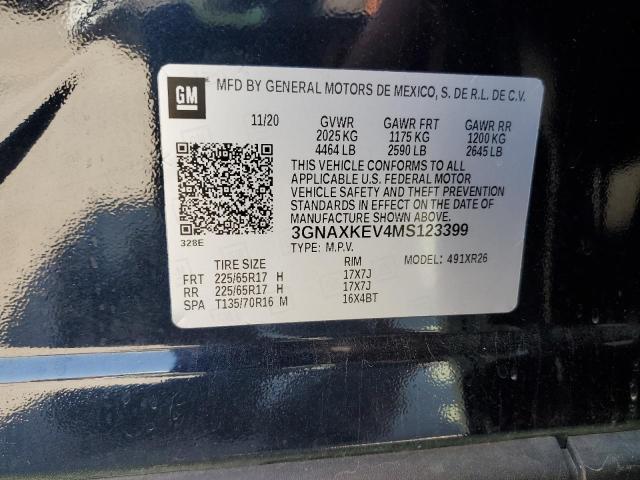 GM
MFD BY GENERAL MOTORS DE MEXICO, S. DE R.L. DE C.V.
11/20 GVWR GAWR FRT GAWR RR
2025 KG 1175 KG 1200 KG
4464 LB 2590 LB 2645 LB
THIS VEHICLE CONFORMS TO ALL
APPLICABLE U.S. FEDERAL MOTOR
VEHICLE SAFETY AND THEFT PREVENTION
STANDARDS IN EFFECT ON THE DATE OF
MANUFACTURE SHOWN ABOVE.
328E 3GNAXKEV4MS123399
TYPE: M.P.V.
TIRE SIZE RIM MODEL: 491XR26
FRT 225/65R17 H 17X7J
RR 225/65R17 H 17X7J
SPA T135/70R16 M 16X4BT